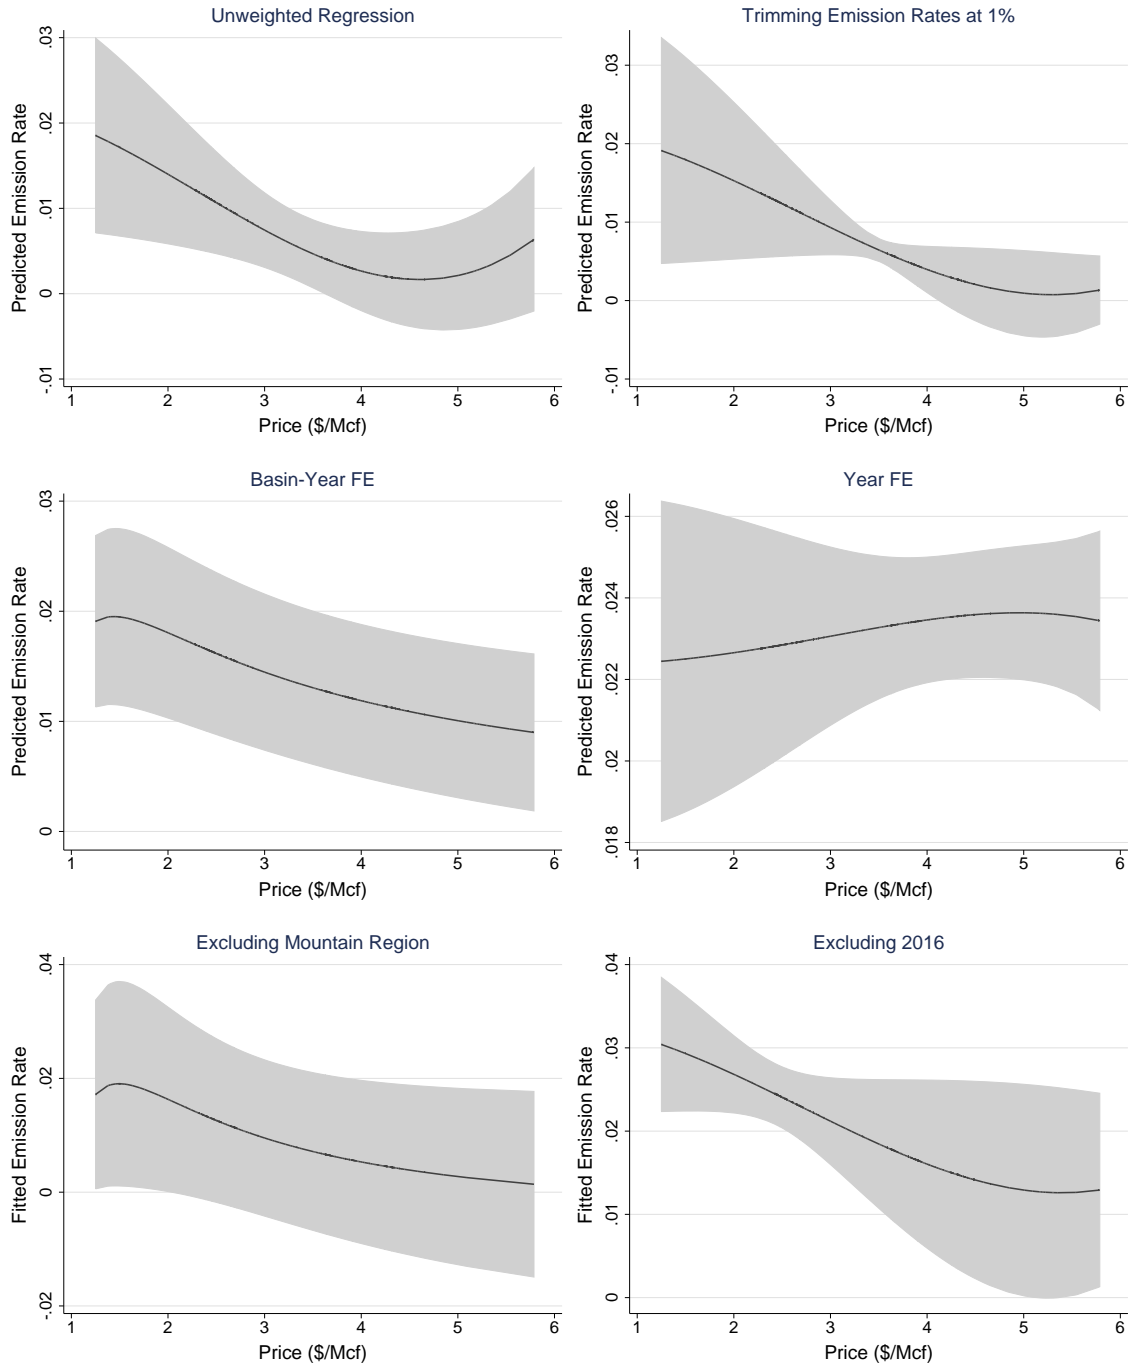 Unweighted Regression
Predicted Emission Rate
.03
.02
.01
0
-.01
1 2 3 4 5 6
Price ($/Mcf)
Trimming Emission Rates at 1%
Predicted Emission Rate
.03
.02
.01
0
-.01
1 2 3 4 5 6
Price ($/Mcf)
Basin-Year FE
Predicted Emission Rate
.03
.02
.01
0
1 2 3 4 5 6
Price ($/Mcf)
Year FE
Predicted Emission Rate
.026
.024
.022
.02
.018
1 2 3 4 5 6
Price ($/Mcf)
Excluding Mountain Region
Fitted Emission Rate
.04
.02
0
-.02
1 2 3 4 5 6
Price ($/Mcf)
Excluding 2016
Fitted Emission Rate
.04
.03
.02
.01
0
1 2 3 4 5 6
Price ($/Mcf)